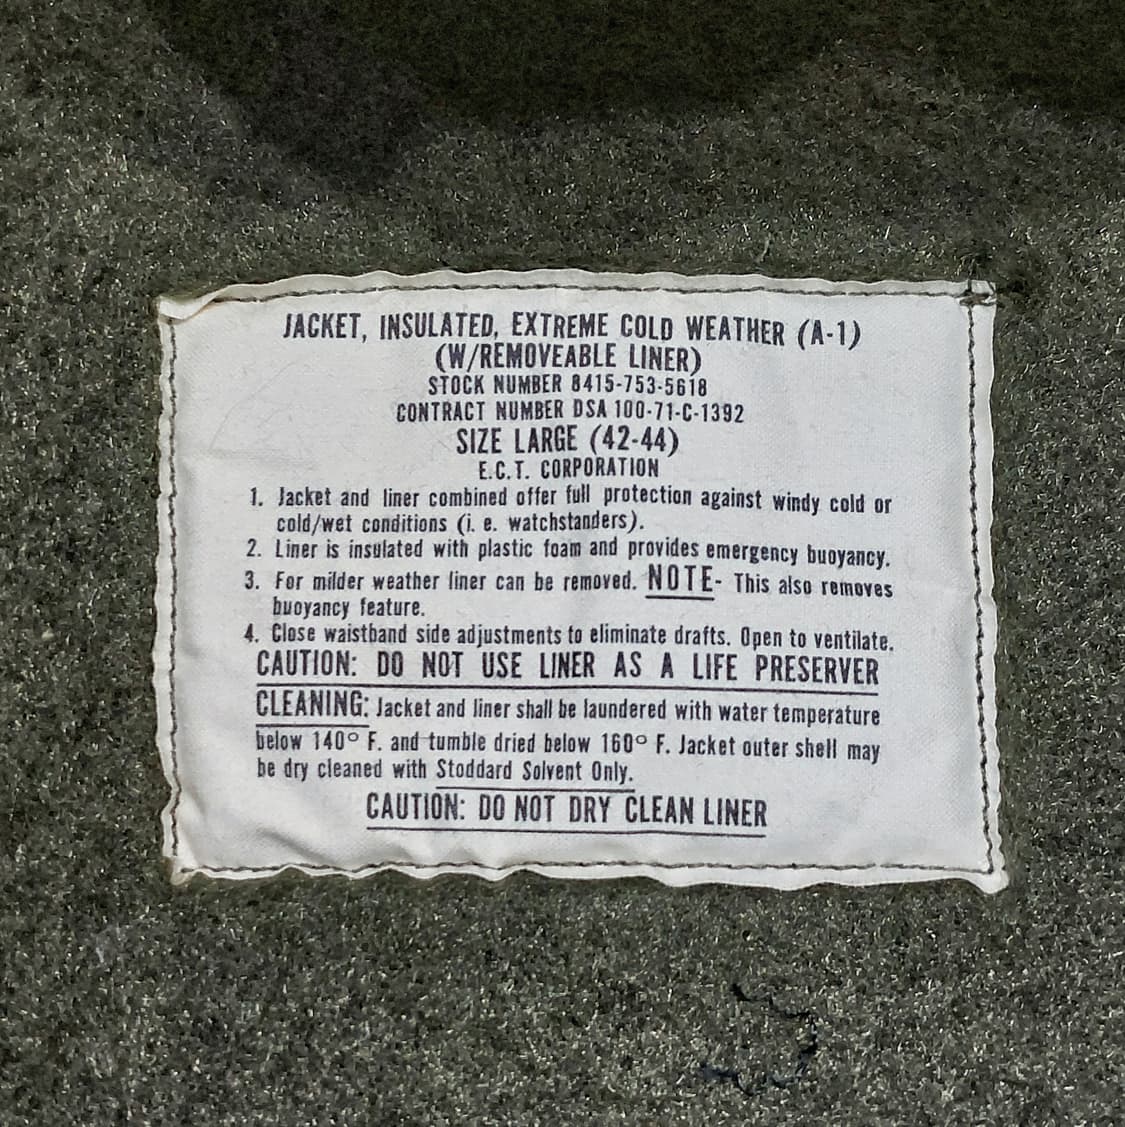 JACKET, INSULATED, EXTREME COLD WEATHER (A-1)
(W/REMOVEABLE LINER)
STOCK NUMBER 8415-753-5618
CONTRACT NUMBER DSA 100-71-C-1392
SIZE LARGE (42-44)
E.C.T. CORPORATION
1. Jacket and liner combined offer full protection against windy cold or
cold/wet conditions (i. e. watchstanders).
2. Liner is insulated with plastic foam and provides emergency buoyancy.
3. For milder weather liner can be removed. NOTE- This also removes
buoyancy feature.
4. Close waistband side adjustments to eliminate drafts. Open to ventilate.
CAUTION: DO NOT USE LINER AS A LIFE PRESERVER
CLEANING: Jacket and liner shall be laundered with water temperature
below 140° F. and tumble dried below 160° F. Jacket outer shell may
be dry cleaned with Stoddard Solvent Only.
CAUTION: DO NOT DRY CLEAN LINER